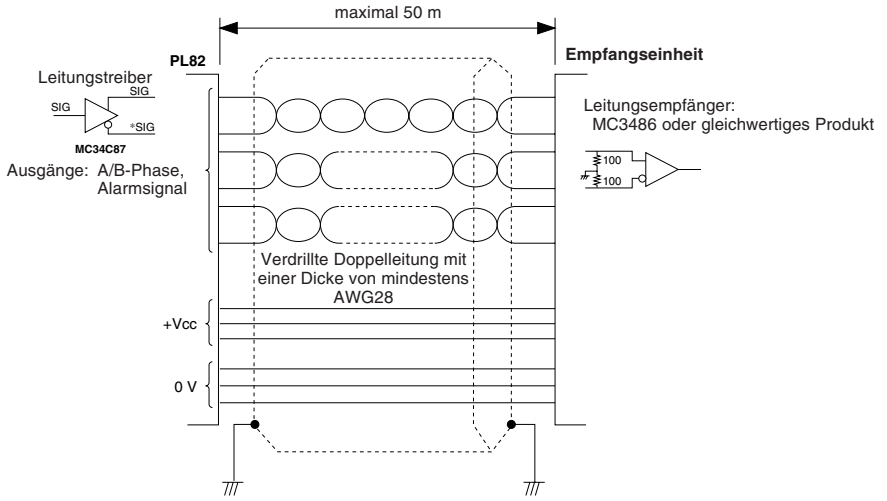 maximal 50 m
PL82
Empfangseinheit
Leitungstreiber
SIG
SIG
*SIG
MC34C87
Ausgänge: A/B-Phase,
Alarmsignal
Leitungsempfänger:
MC3486 oder gleichwertiges Produkt
100
100
Verdrillte Doppelleitung mit
einer Dicke von mindestens
AWG28
+Vcc
0 V